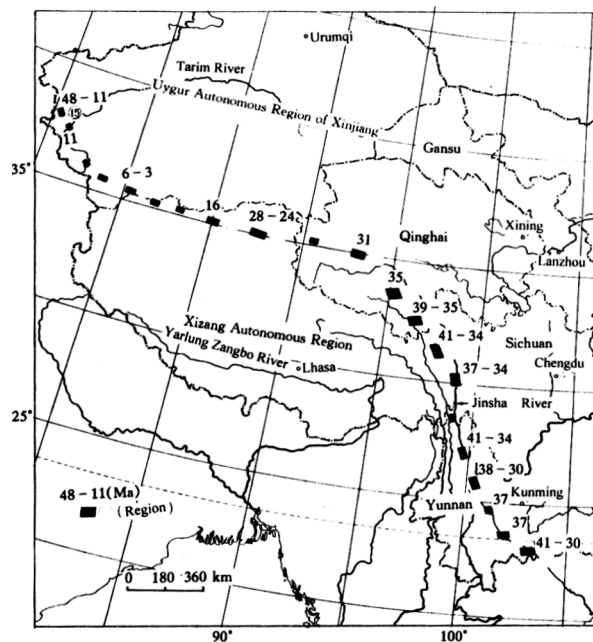 Urumqi
Tarim River
Uygur Autonomous Region of Xinjiang
48 - 11
15
11
Gansu
35°
6 - 3
16
28 - 24
31
Qinghai
Xining
Lanzhou
35
39 - 35
41 - 34
Sichuan
Chengdu
37 - 34
Xizang Autonomous Region
Yarlung Zangbo River
Lhasa
Jinsha River
25°
41 - 34
38 - 30
37
Kunming
Yunnan
37
41 - 30
48 - 11(Ma)
(Region)
0 180 360 km
90°
100°